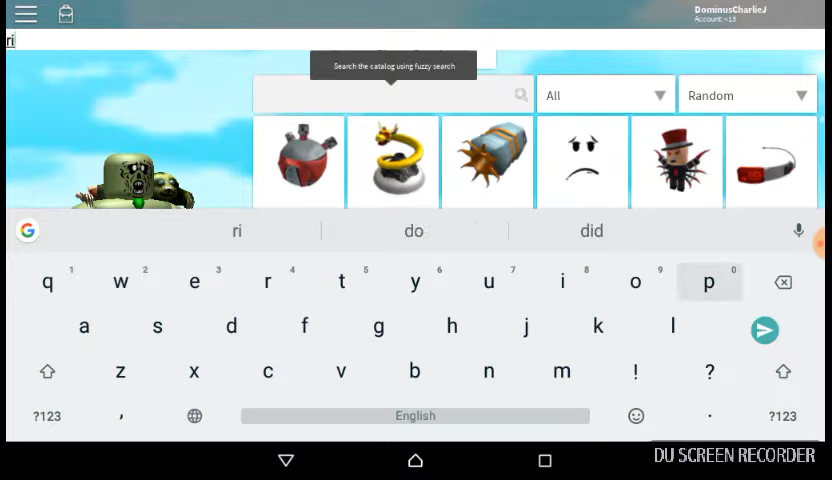 DominusCharlieJ
Account: <13
ri
Search the catalog using fuzzy search
All
Random
G
ri do did
q 1 w 2 e 3 r 4 t 5 y 6 u 7 i 8 o 9 p 0
a s d f g h j k l
z x c v b n m ! ?
?123 , English . ?123
DU SCREEN RECORDER